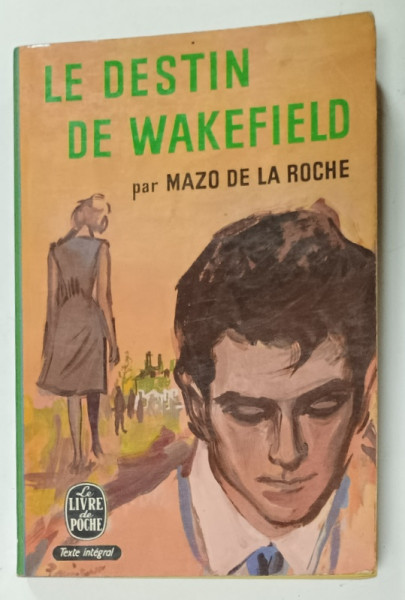 LE DESTIN
DE WAKEFIELD
par MAZO DE LA ROCHE
Le
LIVRE
de
POCHE
Texte intégral